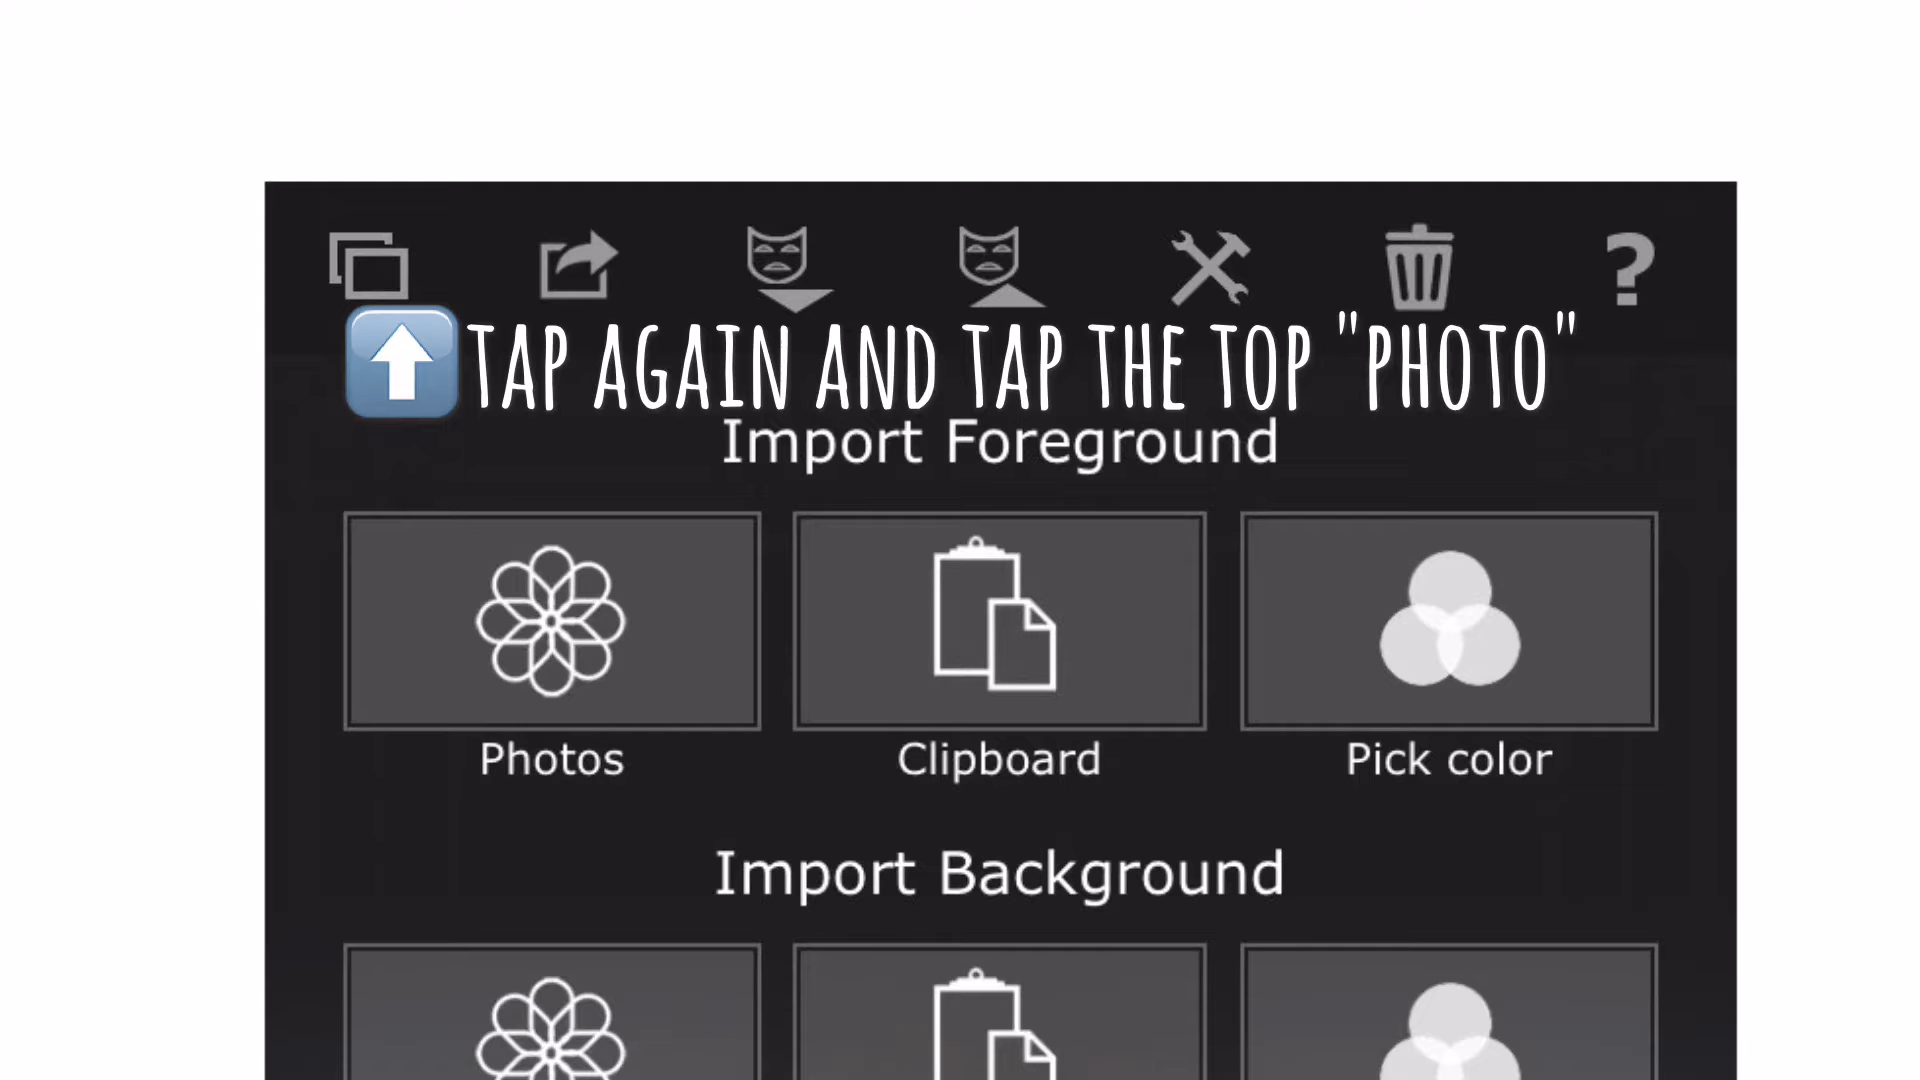 ?
TAP AGAIN AND TAP THE TOP "PHOTO"
Import Foreground
Photos Clipboard Pick color
Import Background